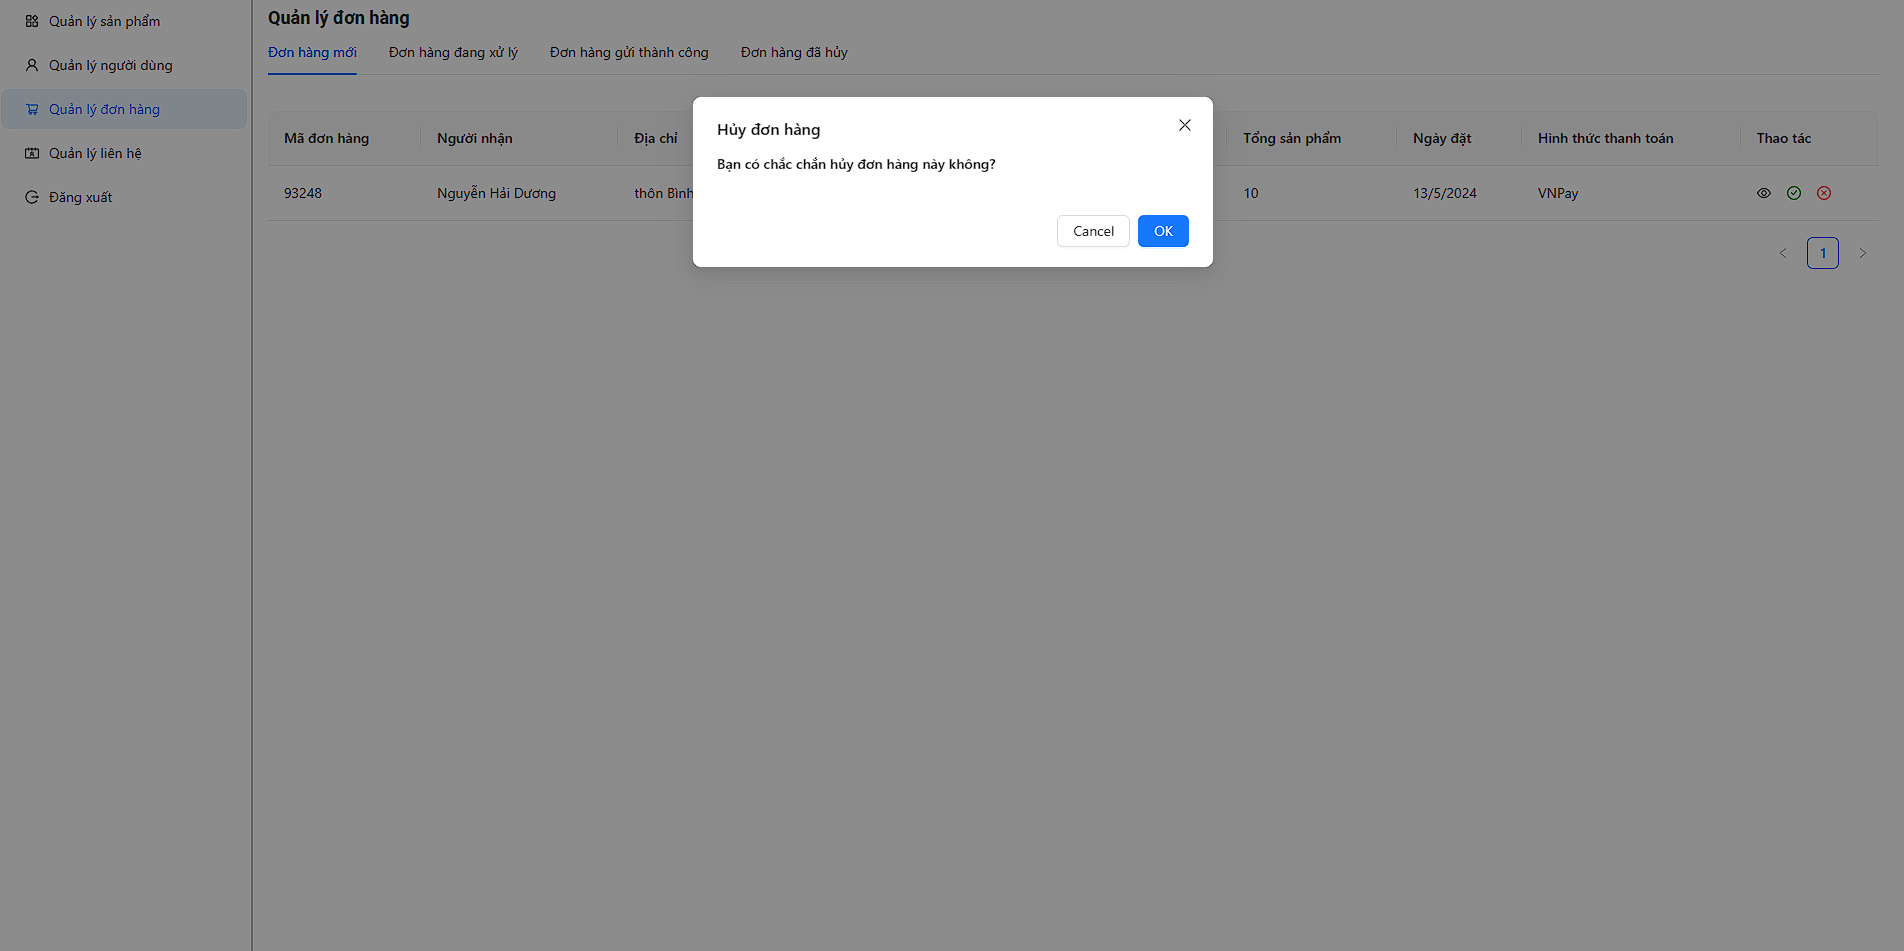 Quản lý sản phẩm
Quản lý người dùng
Quản lý đơn hàng
Quản lý liên hệ
Đăng xuất
Quản lý đơn hàng
Đơn hàng mới Đơn hàng đang xử lý Đơn hàng gửi thành công Đơn hàng đã hủy
Mã đơn hàng Người nhận Địa chỉ Tổng sản phẩm Ngày đặt Hình thức thanh toán Thao tác
93248 Nguyễn Hải Dương thôn Bình 10 13/5/2024 VNPay
1
Hủy đơn hàng
Bạn có chắc chắn hủy đơn hàng này không?
Cancel OK